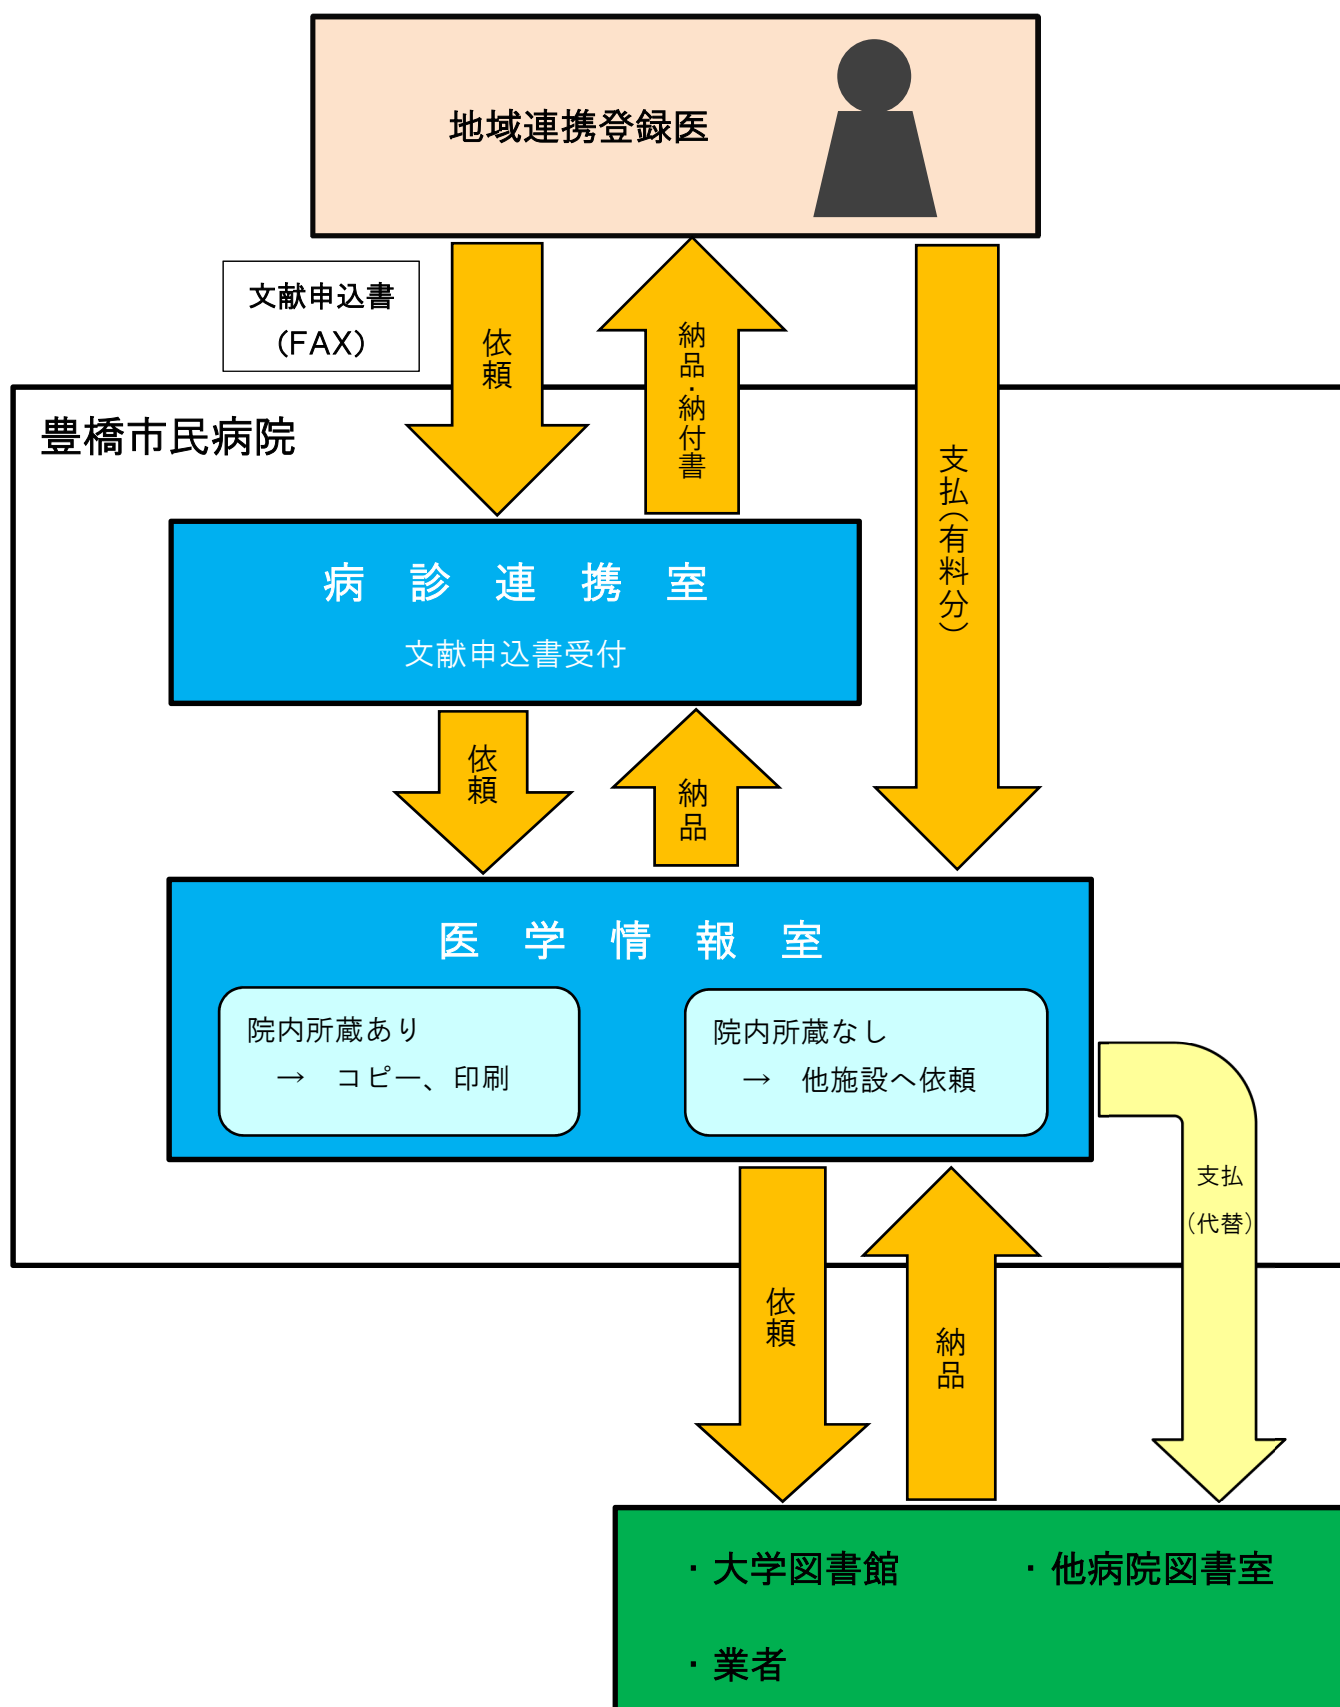 地域連携登録医
文献申込書
(FAX)
依頼
納品・納付書
支払(有料分)
豊橋市民病院
病 診 連 携 室
文献申込書受付
依頼
納品
医 学 情 報 室
院内所蔵あり
→ コピー、印刷
院内所蔵なし
→ 他施設へ依頼
支払
(代替)
依頼
納品
・大学図書館
・他病院図書室
・業者